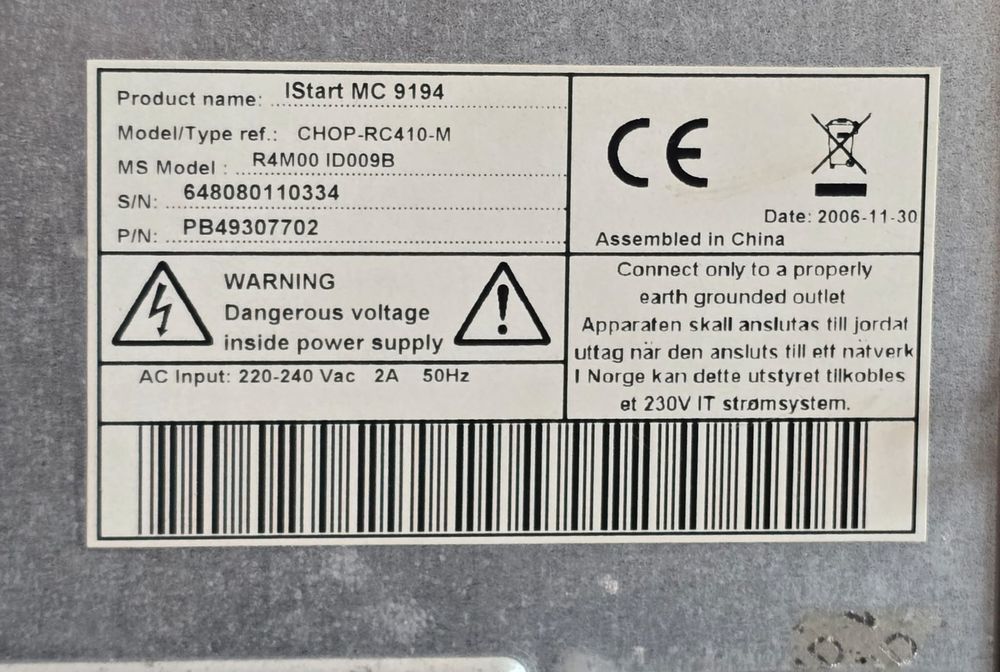 Product name: IStart MC 9194
Model/Type ref.: CHOP-RC410-M
MS Model : R4M00 ID009B
S/N: 648080110334
P/N: PB49307702
CE
Date: 2006-11-30
Assembled in China
WARNING
Dangerous voltage
inside power supply
AC Input: 220-240 Vac 2A 50Hz
Connect only to a properly
earth grounded outlet
Apparaten skall anslutas till jordat
uttag när den ansluts till ett nätverk
I Norge kan dette utstyret tilkobles
et 230V IT strømsystem.